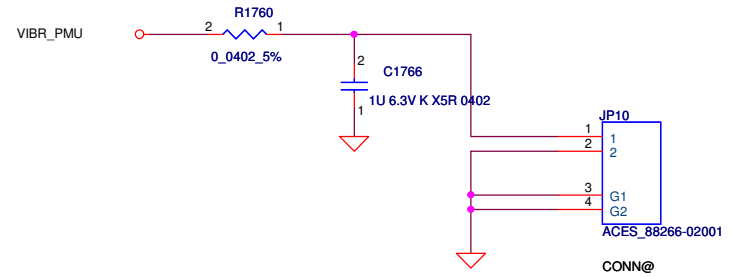 R1760
VIBR_PMU
2
1
0_0402_5%
2
C1766
1U 6.3V K X5R 0402
1
JP10
1
1
2
2
3
G1
4
G2
ACES_88266-02001
CONN@